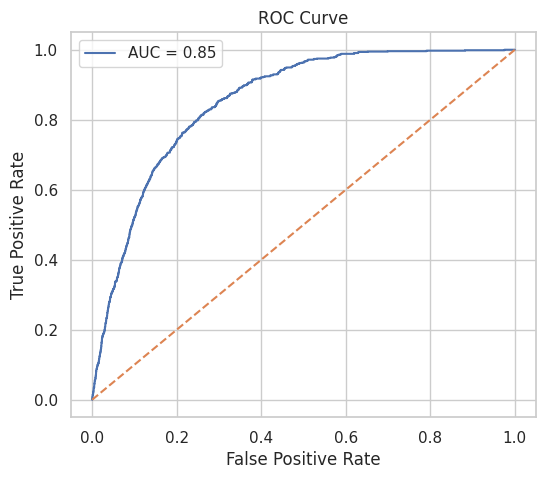 ROC Curve
AUC = 0.85
True Positive Rate
1.0
0.8
0.6
0.4
0.2
0.0
0.0 0.2 0.4 0.6 0.8 1.0
False Positive Rate